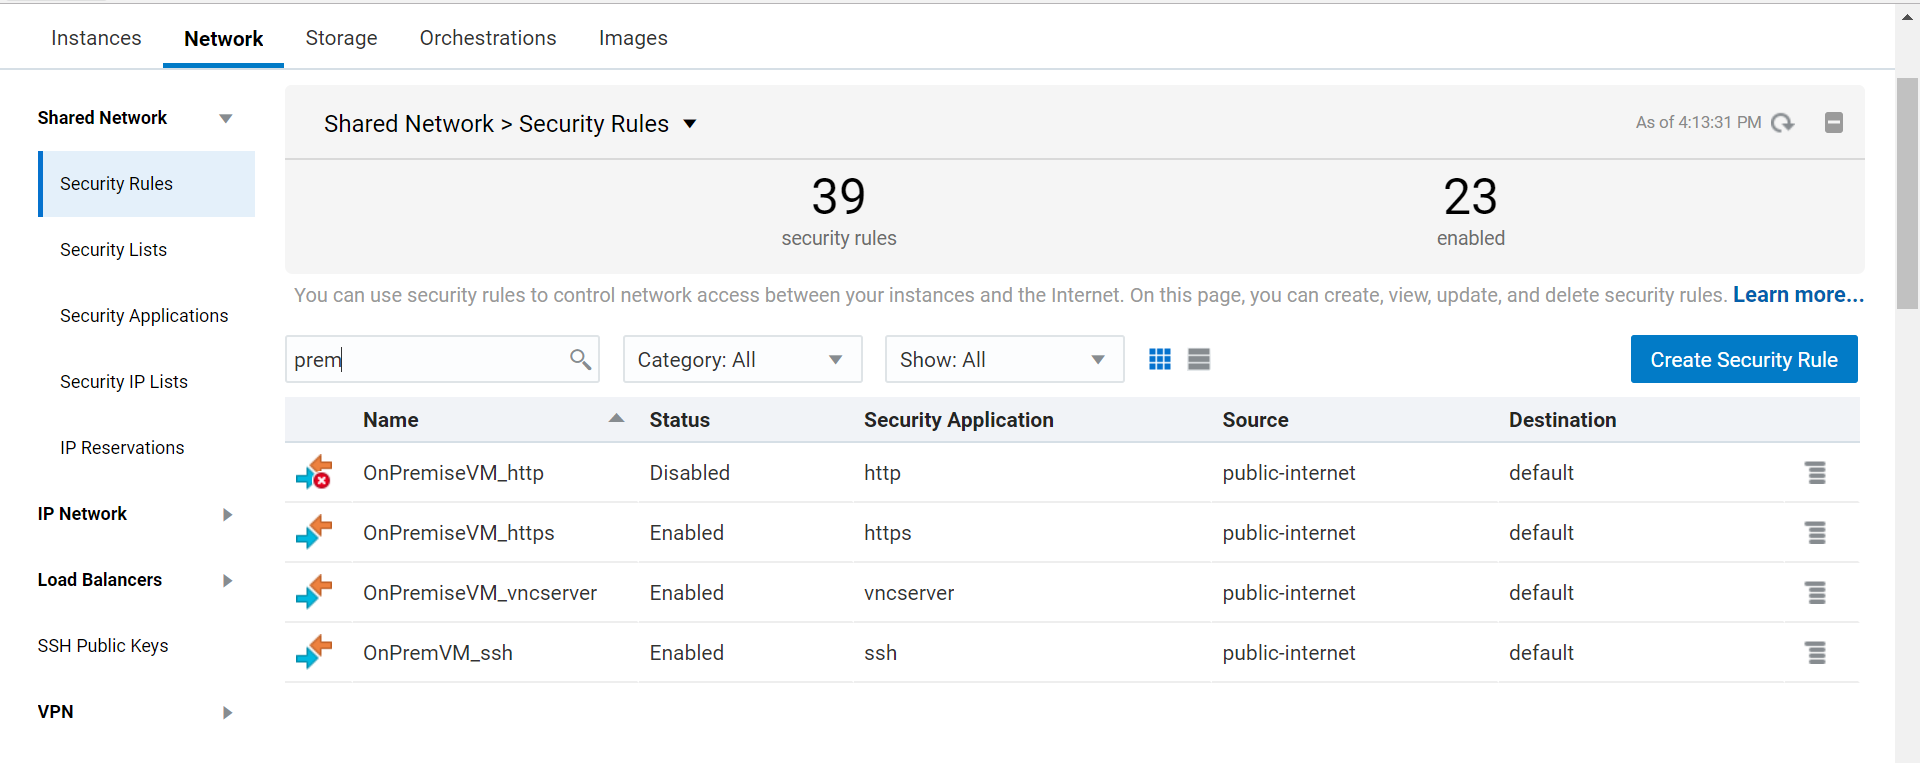 Instances Network Storage Orchestrations Images
Shared Network
Security Rules
Security Lists
Security Applications
Security IP Lists
IP Reservations
IP Network
Load Balancers
SSH Public Keys
VPN
Shared Network > Security Rules
As of 4:13:31 PM
39
security rules
23
enabled
You can use security rules to control network access between your instances and the Internet. On this page, you can create, view, update, and delete security rules. Learn more...
prem Category: All Show: All Create Security Rule
Name Status Security Application Source Destination
OnPremiseVM_http Disabled http public-internet default
OnPremiseVM_https Enabled https public-internet default
OnPremiseVM_vncserver Enabled vncserver public-internet default
OnPremVM_ssh Enabled ssh public-internet default